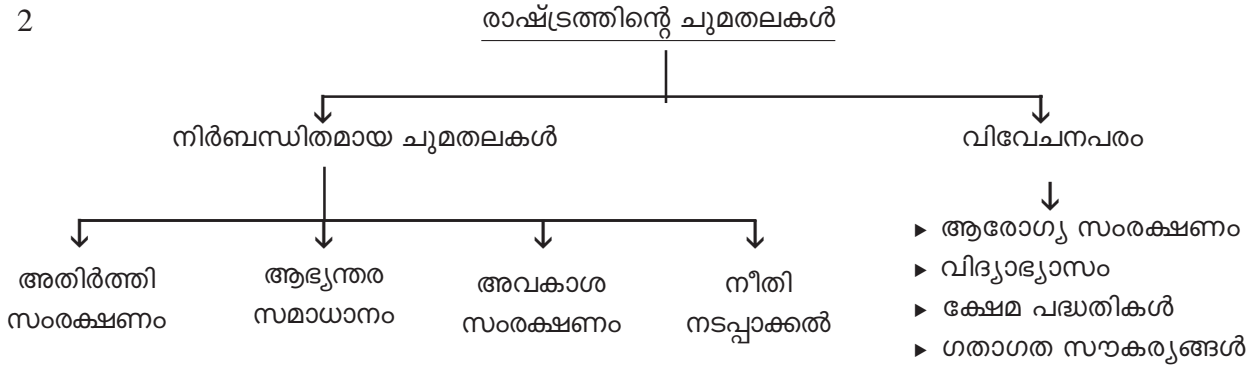 2
രാഷ്ട്രത്തിന്റെ ചുമതലകൾ
നിർബന്ധിതമായ ചുമതലകൾ
വിവേചനപരം
അതിർത്തി
സംരക്ഷണം
ആഭ്യന്തര
സമാധാനം
അവകാശ
സംരക്ഷണം
നീതി
നടപ്പാക്കൽ
▸ ആരോഗ്യ സംരക്ഷണം
▸ വിദ്യാഭ്യാസം
▸ ക്ഷേമ പദ്ധതികൾ
▸ ഗതാഗത സൗകര്യങ്ങൾ